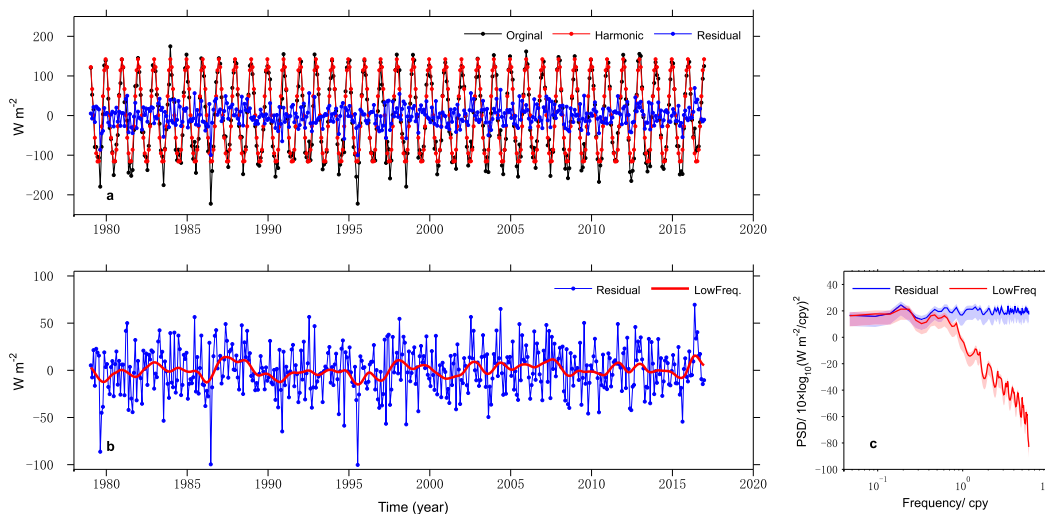 200
100
0
−100
−200
W m-2
Orginal
Harmonic
Residual
a
1980
1985
1990
1995
2000
2005
2010
2015
2020
100
50
0
−50
−100
W m-2
Residual
LowFreq.
b
1980
1985
1990
1995
2000
2005
2010
2015
2020
Time (year)
40
20
0
−20
−40
−60
−80
−100
PSD/ 10×log10(W m-2/cpy)2
Residual
LowFreq
c
10-1
100
Frequency/ cpy